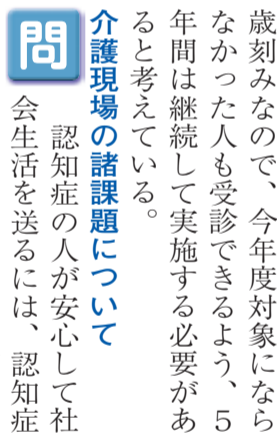 歳刻みなので、今年度対象になら
なかった人も受診できるよう、5
年間は継続して実施する必要があ
ると考えている。
介護現場の諸課題について
問
認知症の人が安心して社
会生活を送るには、認知症